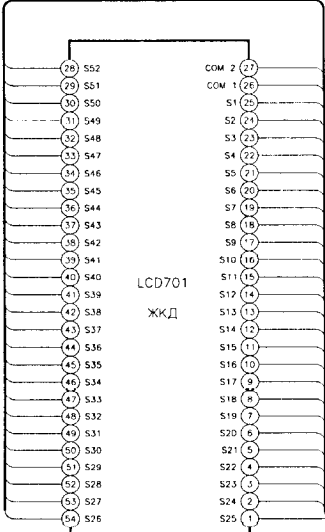 28 S52 COM 2 27
29 S51 COM 1 26
30 S50 S1 25
31 S49 S2 24
32 S48 S3 23
33 S47 S4 22
34 S46 S5 21
35 S45 S6 20
36 S44 S7 19
37 S43 S8 18
38 S42 S9 17
39 S41 S10 16
40 S40 S11 15
41 S39 S12 14
42 S38 S13 13
43 S37 S14 12
44 S36 S15 11
45 S35 S16 10
46 S34 S17 9
47 S33 S18 8
48 S32 S19 7
49 S31 S20 6
50 S30 S21 5
51 S29 S22 4
52 S28 S23 3
53 S27 S24 2
54 S26 S25 1
LCD701
ЖКД